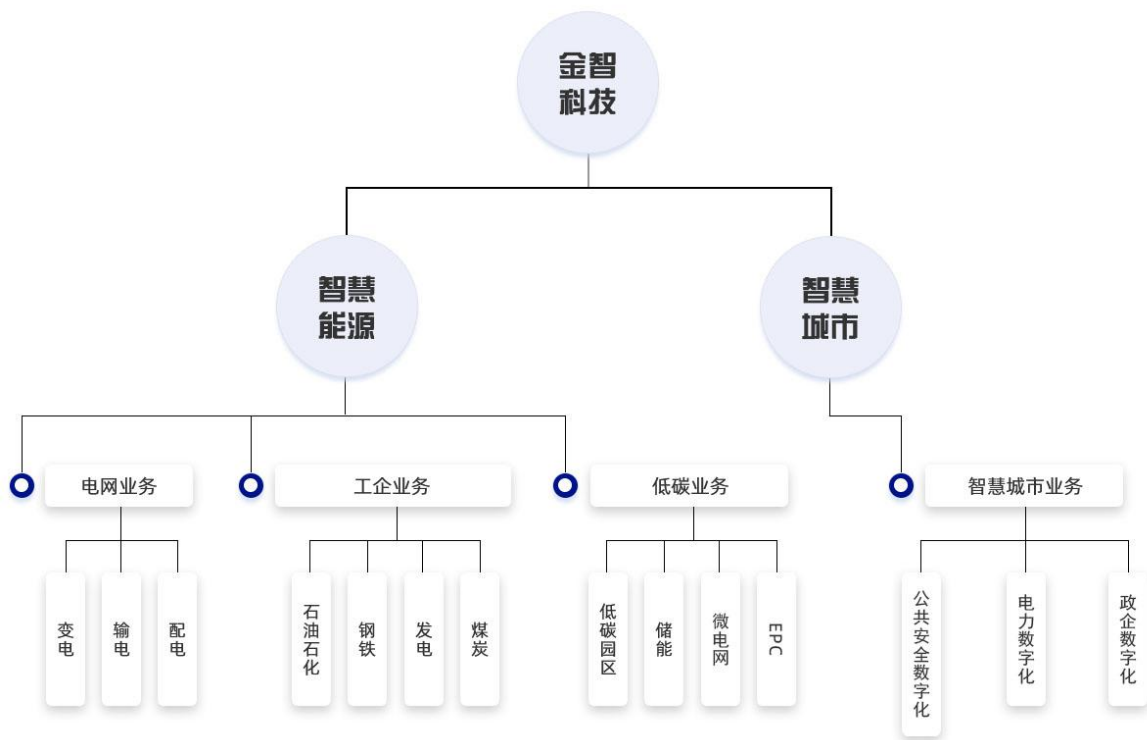 金智
科技
智慧
能源
智慧
城市
电网业务
工企业务
低碳业务
智慧城市业务
变电
输电
配电
石油石化
钢铁
发电
煤炭
低碳园区
储能
微电网
EPC
公共安全数字化
电力数字化
政企数字化